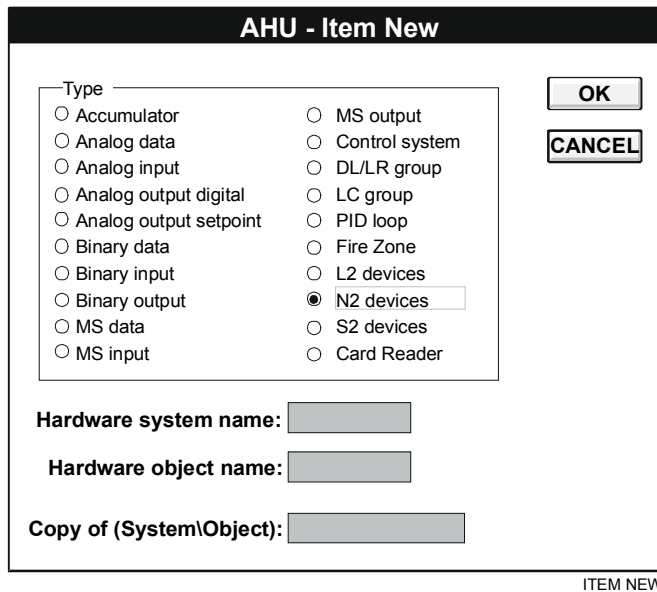 AHU - Item New
Type
Accumulator
Analog data
Analog input
Analog output digital
Analog output setpoint
Binary data
Binary input
Binary output
MS data
MS input
MS output
Control system
DL/LR group
LC group
PID loop
Fire Zone
L2 devices
N2 devices
S2 devices
Card Reader
OK
CANCEL
Hardware system name:
Hardware object name:
Copy of (System\Object):
ITEM NEW